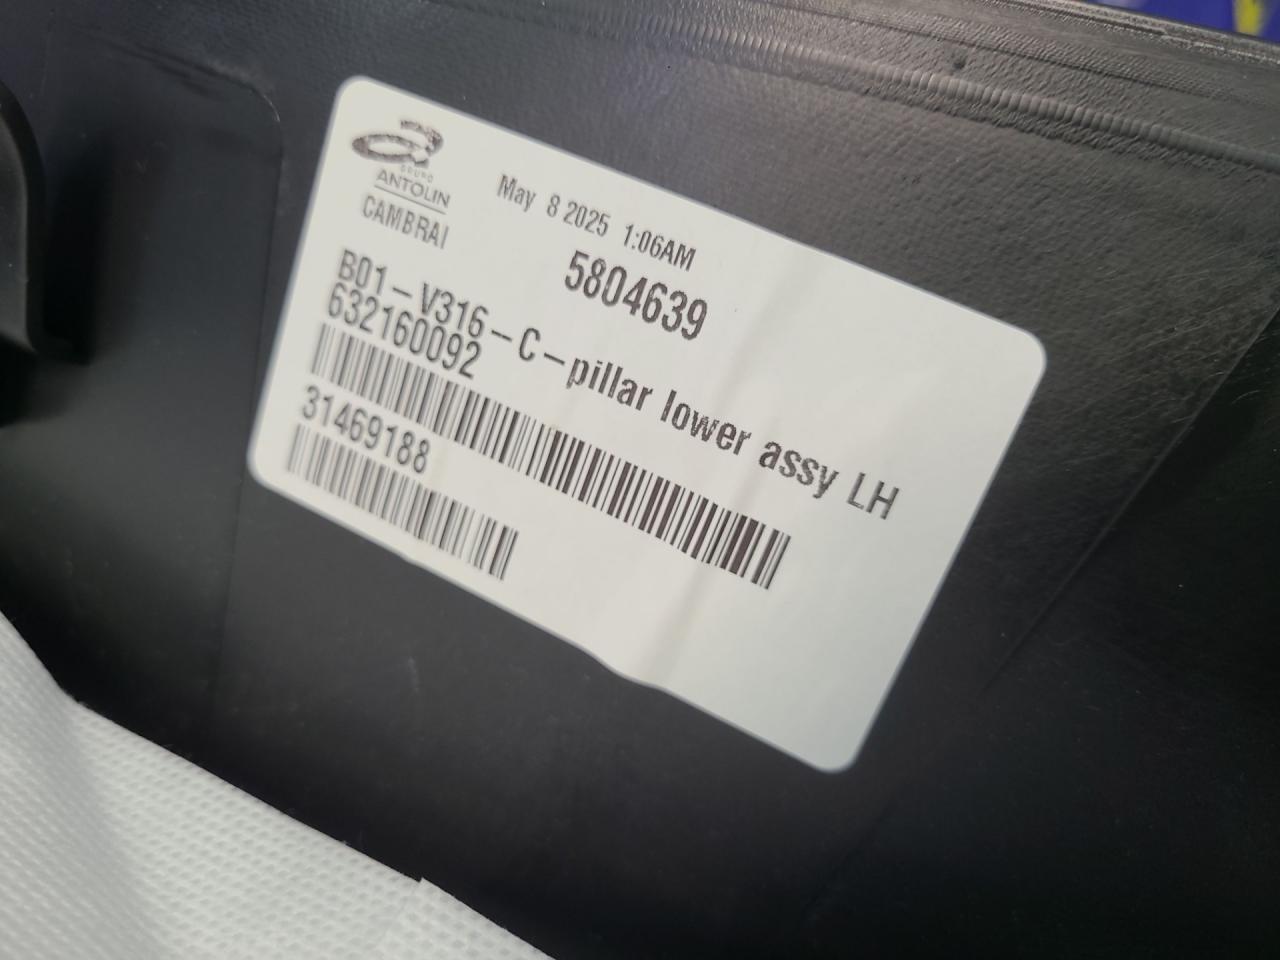 GRUPO
ANTOLIN
CAMBRAI
May 8 2025 1:06AM
5804639
B01-V316-C-pillar lower assy LH
632160092
31469188